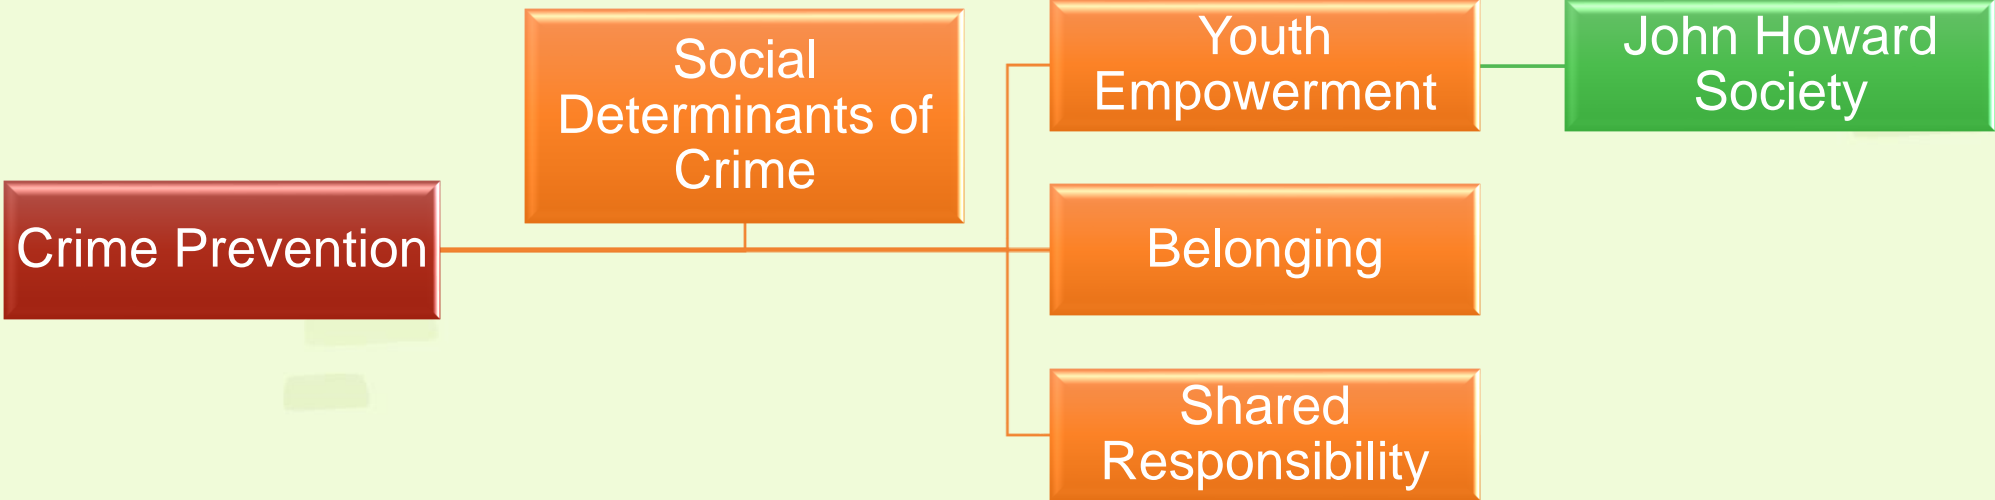 Crime Prevention
Social
Determinants of
Crime
Youth
Empowerment
John Howard
Society
Belonging
Shared
Responsibility